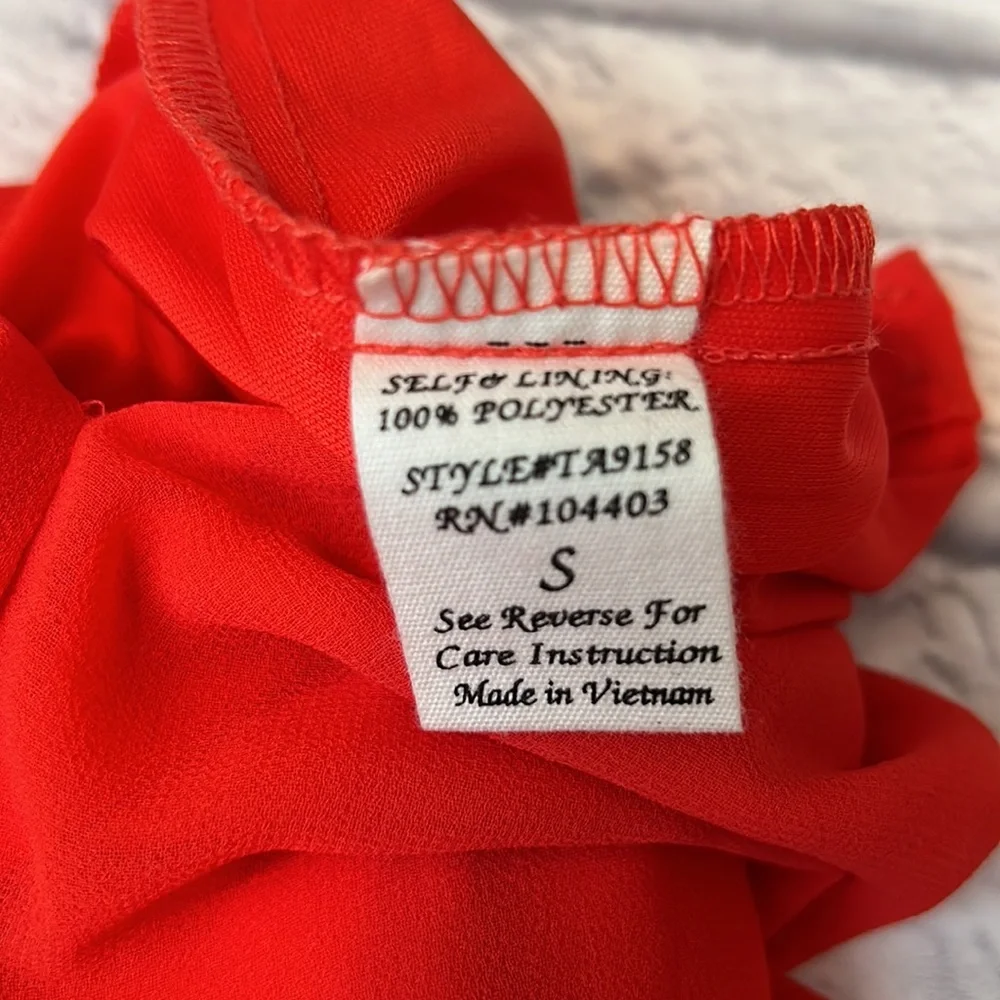 SELF& LINING:
100% POLYESTER
STYLE#TA9158
RN#104403
S
See Reverse For
Care Instruction
Made in Vietnam